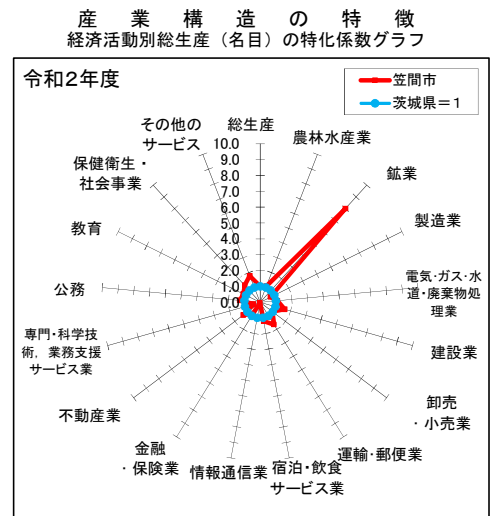 産業構造の特徴
経済活動別総生産（名目）の特化係数グラフ
令和2年度
笠間市
茨城県＝1
総生産
農林水産業
鉱業
製造業
電気・ガス・水
道・廃棄物処
理業
建設業
卸売
・小売業
運輸・郵便業
宿泊・飲食
サービス業
情報通信業
金融
・保険業
不動産業
専門・科学技
術，業務支援
サービス業
公務
教育
保健衛生・
社会事業
その他の
サービス
10.0
9.0
8.0
7.0
6.0
5.0
4.0
3.0
2.0
1.0
0.0